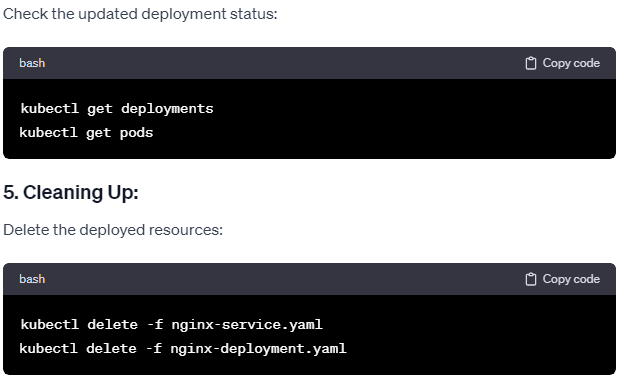 Check the updated deployment status:
bash
Copy code
kubectl get deployments
kubectl get pods
5. Cleaning Up:
Delete the deployed resources:
bash
Copy code
kubectl delete -f nginx-service.yaml
kubectl delete -f nginx-deployment.yaml